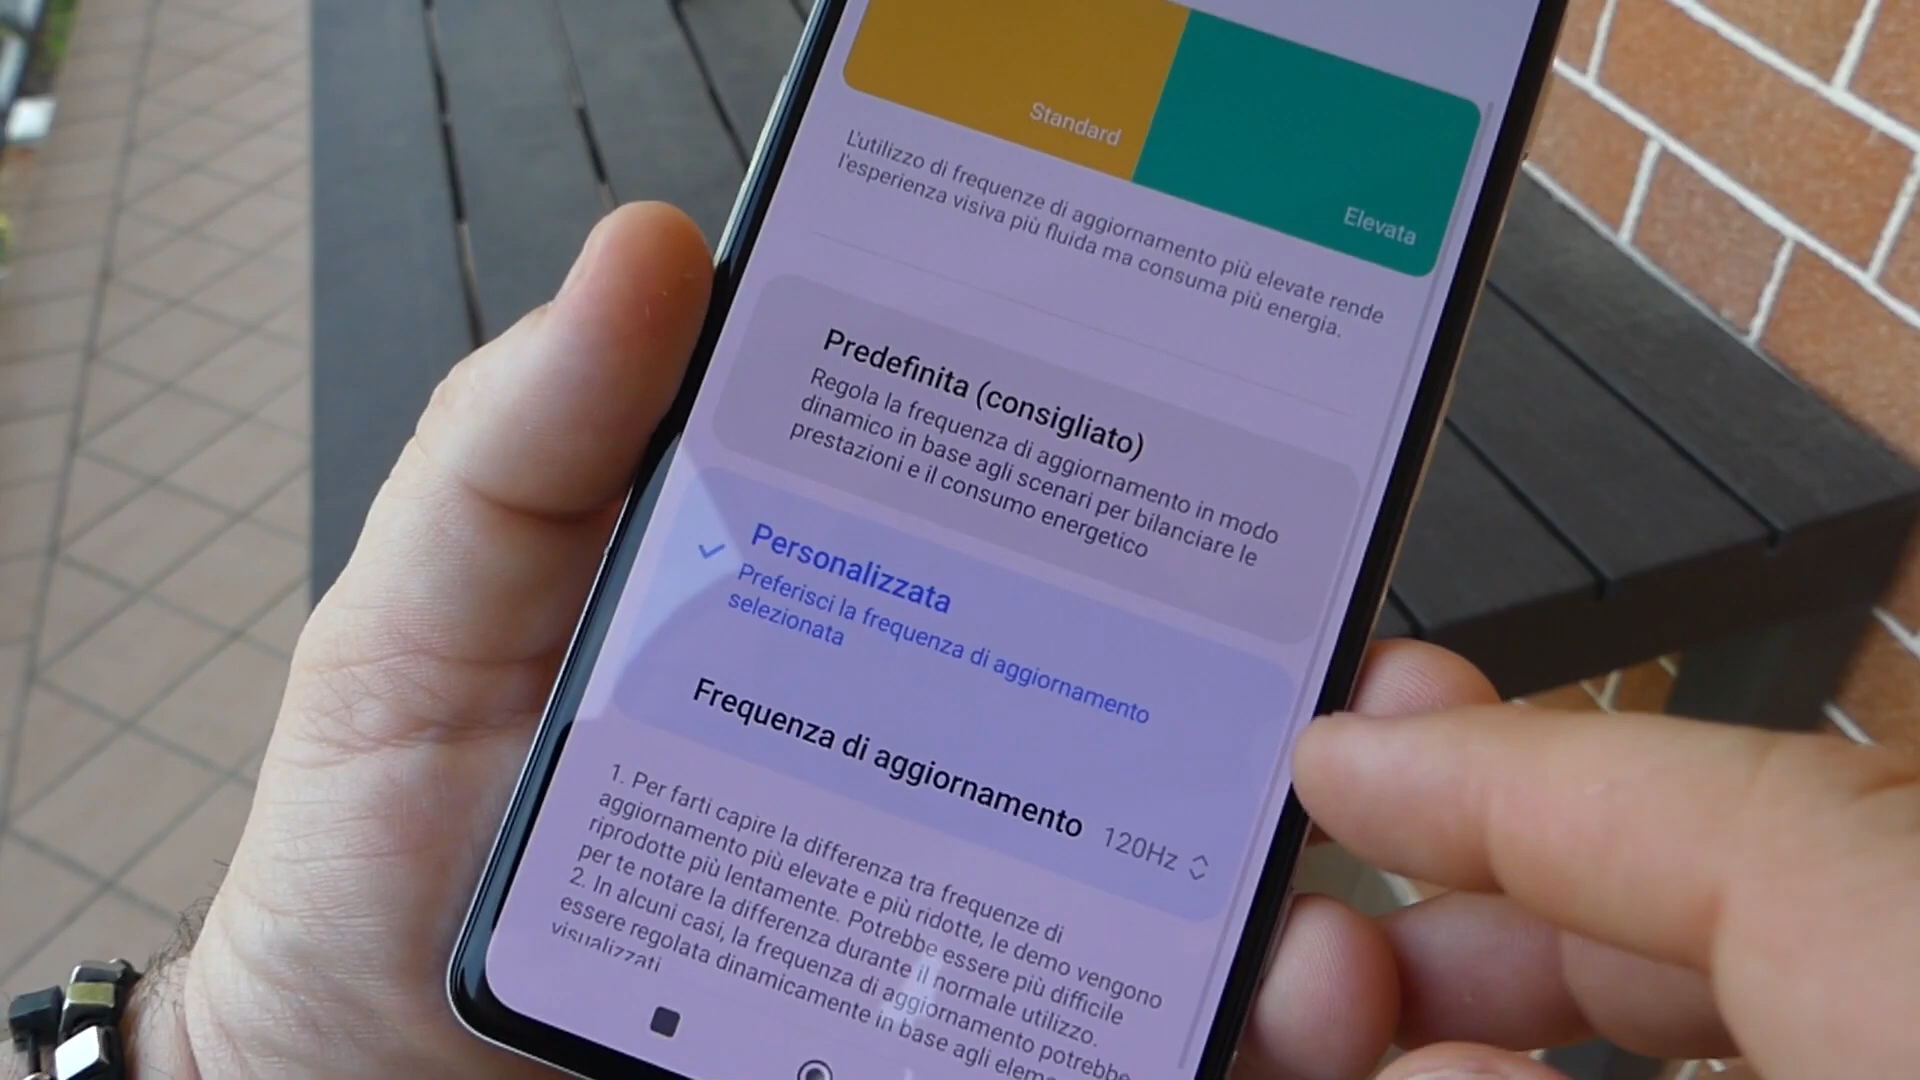 Standard
Elevata
L'utilizzo di frequenze di aggiornamento più elevate rende
l'esperienza visiva più fluida ma consuma più energia.
Predefinita (consigliato)
Regola la frequenza di aggiornamento in modo
dinamico in base agli scenari per bilanciare le
prestazioni e il consumo energetico
Personalizzata
Preferisci la frequenza di aggiornamento
selezionata
Frequenza di aggiornamento 120Hz
1. Per farti capire la differenza tra frequenze di
aggiornamento più elevate e più ridotte, le demo vengono
riprodotte più lentamente. Potrebbe essere più difficile
per te notare la differenza durante il normale utilizzo.
2. In alcuni casi, la frequenza di aggiornamento potrebbe
essere regolata dinamicamente in base agli eleme
visualizzati